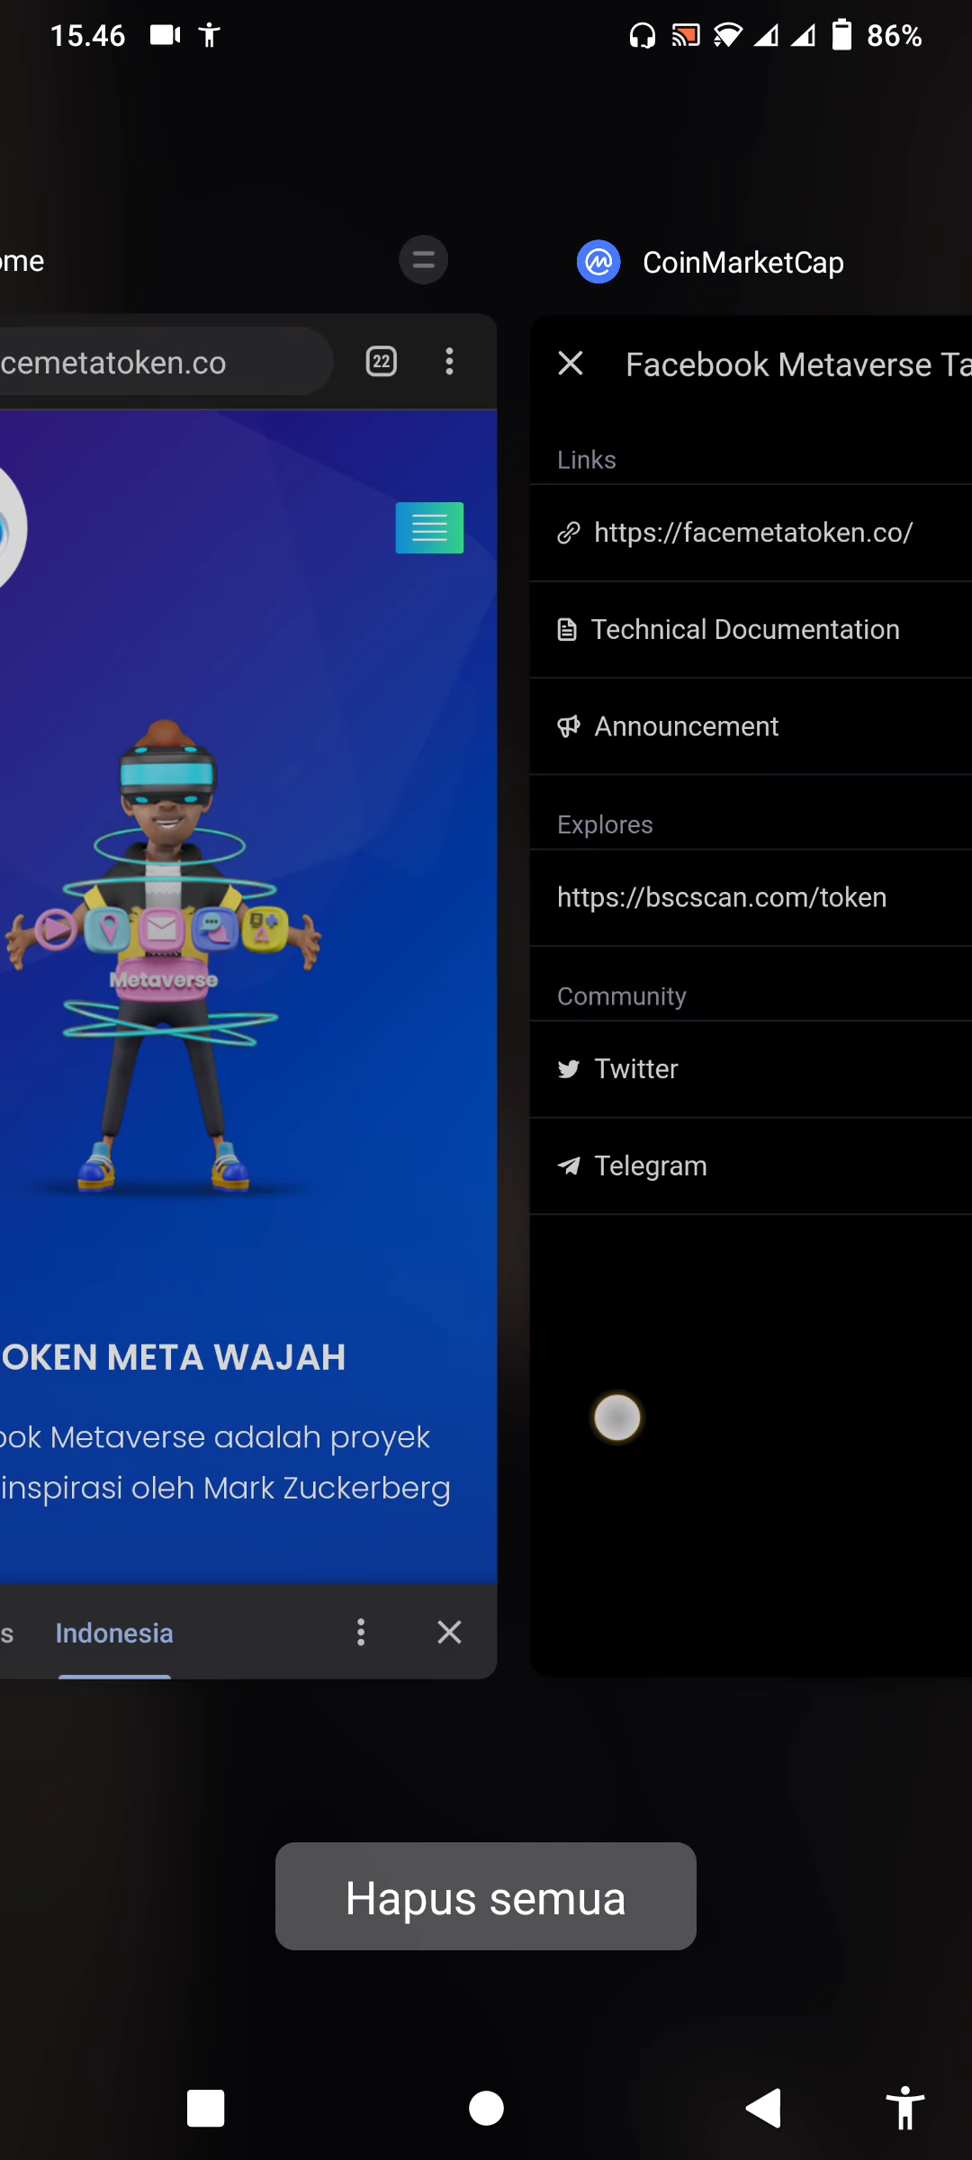 15.46
86%
ome
CoinMarketCap
cemetatoken.co
22
Metaverse
OKEN META WAJAH
ook Metaverse adalah proyek
inspirasi oleh Mark Zuckerberg
s
Indonesia
Facebook Metaverse Ta
Links
https://facemetatoken.co/
Technical Documentation
Announcement
Explores
https://bscscan.com/token
Community
Twitter
Telegram
Hapus semua